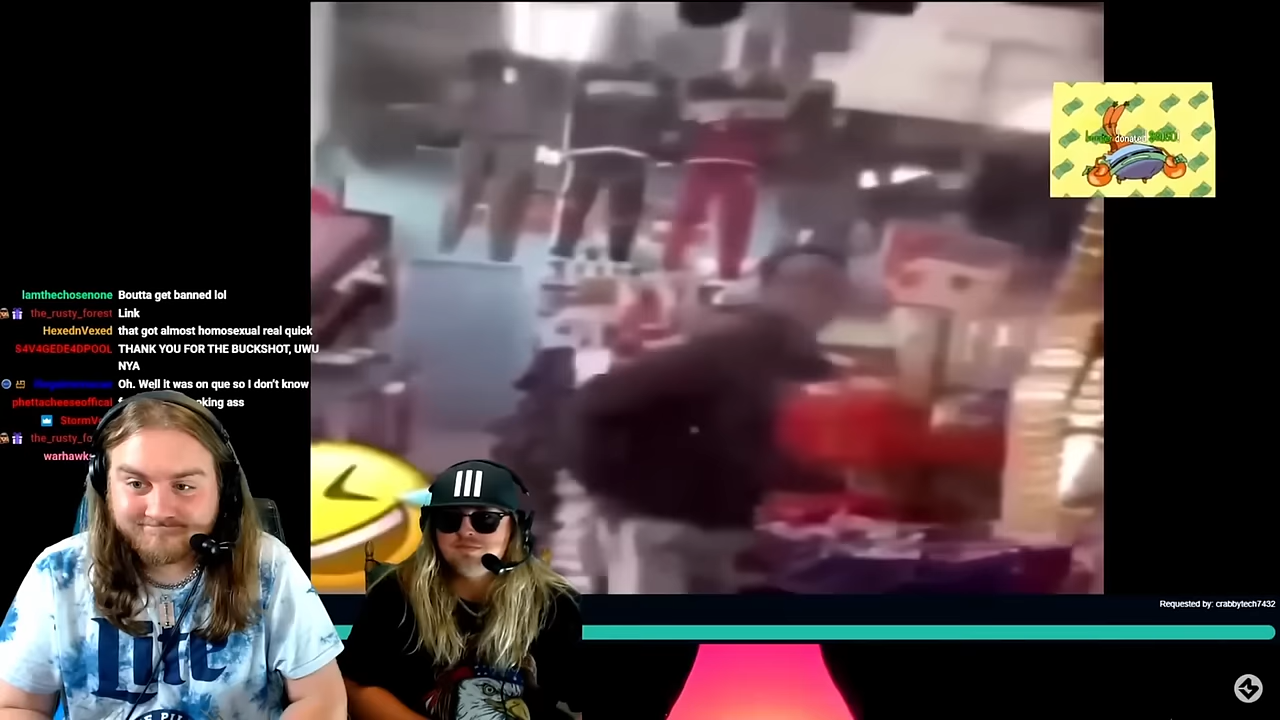 donated
Iamthechosenone Boutta get banned lol
the_rusty_forest Link
HexednVexed that got almost homosexual real quick
S4V4GEDE4DPOOL THANK YOU FOR THE BUCKSHOT, UWU
NYA
Oh. Well it was on que so I don't know
phettacheeseoffical ass
the_rusty_fo
warhawk
Lite
Requested by: crabbytech7432